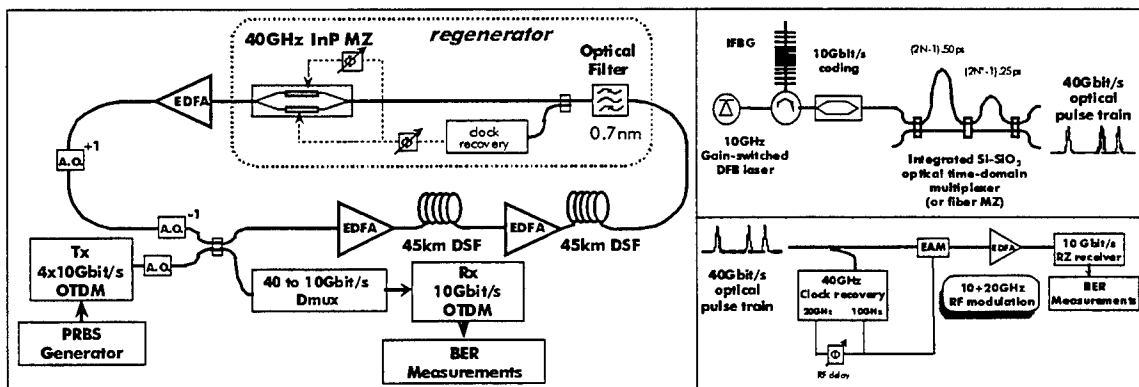 regenerator
40GHz InP MZ
Φ
Optical
Filter
EDFA
clock
recovery
Φ
0.7nm
+1
A.O.
-1
A.O.
EDFA
45km DSF
EDFA
45km DSF
Tx
4x10Gbit/s
OTDM
A.O.
40 to 10Gbit/s
Dmux
Rx
10Gbit/s
OTDM
PRBS
Generator
BER
Measurements
10Gbit/s
coding
(2N-1).50ps
40Gbit/s
optical
pulse train
10GHz
Gain-switched
DFB laser
Integrated Si-SiO2
optical time-domain
multiplexer
(or fiber MZ)
40Gbit/s
optical
pulse train
EAM
EDFA
10 Gbit/s
RZ receiver
40GHz
Clock recovery
20GHz
10GHz
10+20GHz
RF modulation
BER
Measurements
Φ
RF delay